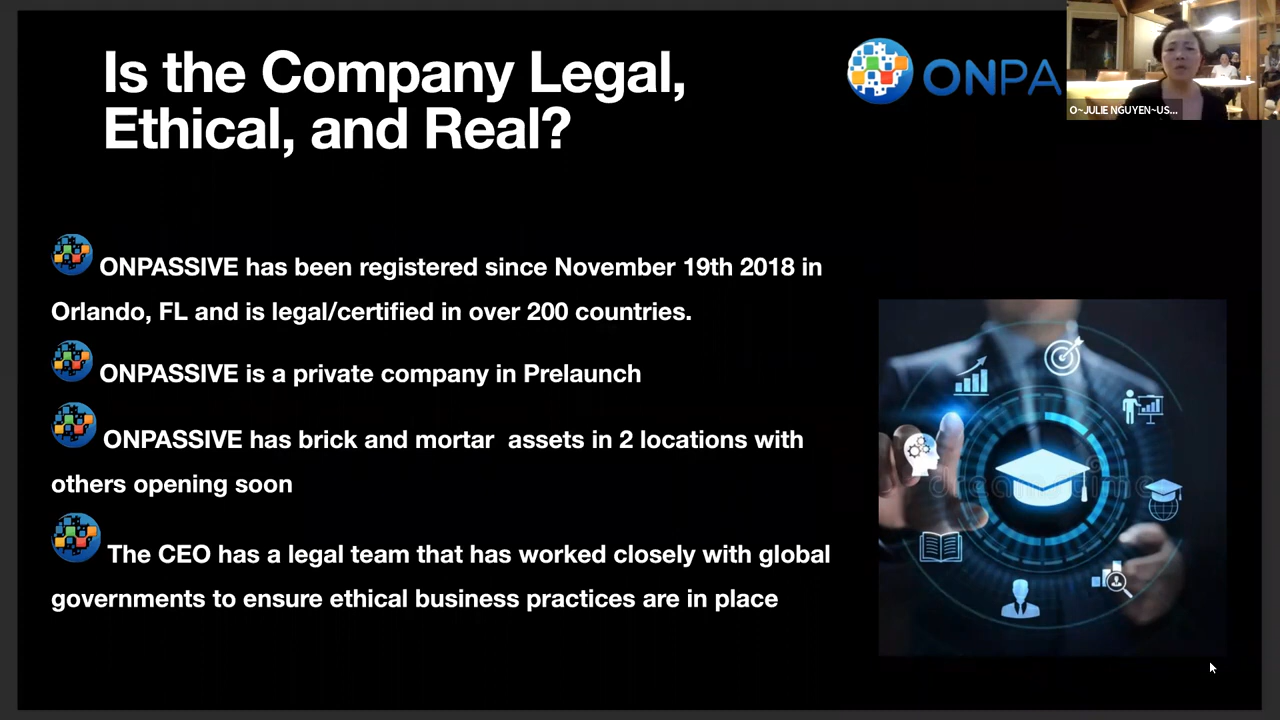 Is the Company Legal,
Ethical, and Real?
ONPA
O~JULIE NGUYEN~US...
ONPASSIVE has been registered since November 19th 2018 in
Orlando, FL and is legal/certified in over 200 countries.
ONPASSIVE is a private company in Prelaunch
ONPASSIVE has brick and mortar  assets in 2 locations with
others opening soon
The CEO has a legal team that has worked closely with global
governments to ensure ethical business practices are in place
dreamstime